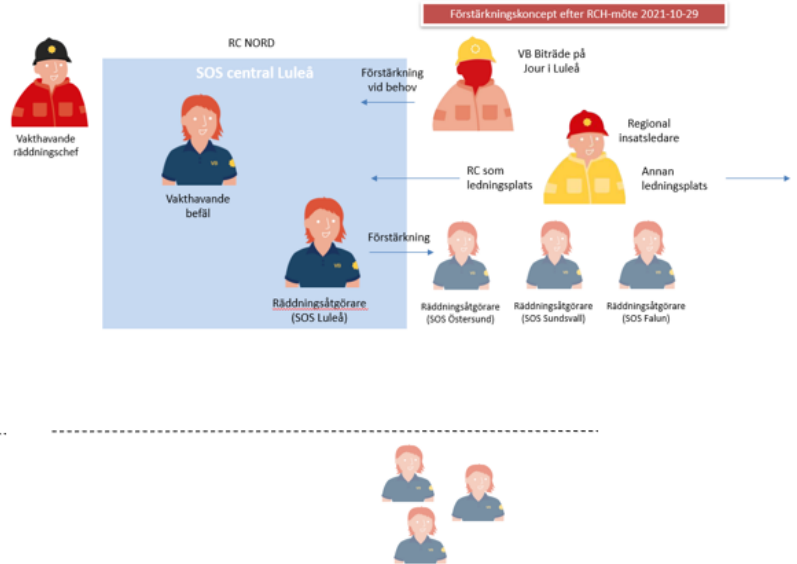 Förstärkningskoncept efter RCH-möte 2021-10-29
RC NORD
SOS central Luleå
Förstärkning
vid behov
VB Biträde på
Jour i Luleå
Vakthavande
räddningschef
Regional
insatsledare
RC som
ledningsplats
Annan
ledningsplats
Vakthavande
befäl
Förstärkning
Räddningsåtgörare
(SOS Luleå)
Räddningsåtgörare
(SOS Östersund)
Räddningsåtgörare
(SOS Sundsvall)
Räddningsåtgörare
(SOS Falun)